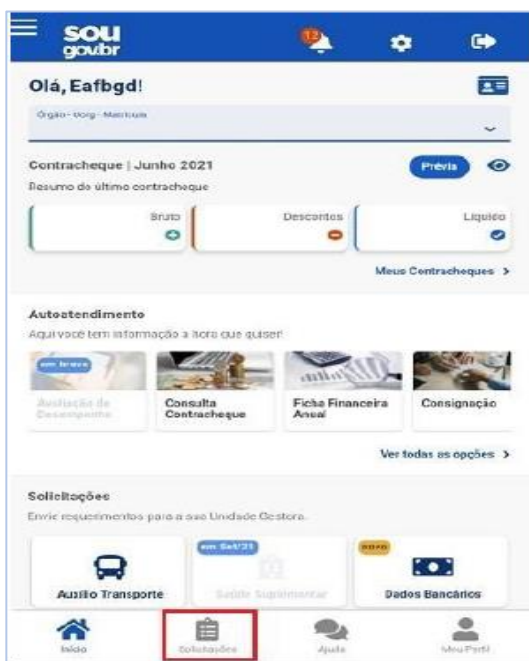 sou
gov.br
12
Olá, Eafbgd!
Órgão - Uorg - Matrícula
Contracheque | Junho 2021
Prévia
Resumo do último contracheque
Bruto
Descontos
Líquido
Meus Contracheques >
Autoatendimento
Aqui você tem informação a hora que quiser!
em breve
Avaliação de
Desempenho
Consulta
Contracheque
Ficha Financeira
Anual
Consignação
Ver todas as opções >
Solicitações
Envie requerimentos para a sua Unidade Gestora.
em Set/21
novo
Auxílio Transporte
Saúde Suplementar
Dados Bancários
Início
Solicitações
Ajuda
Meu Perfil